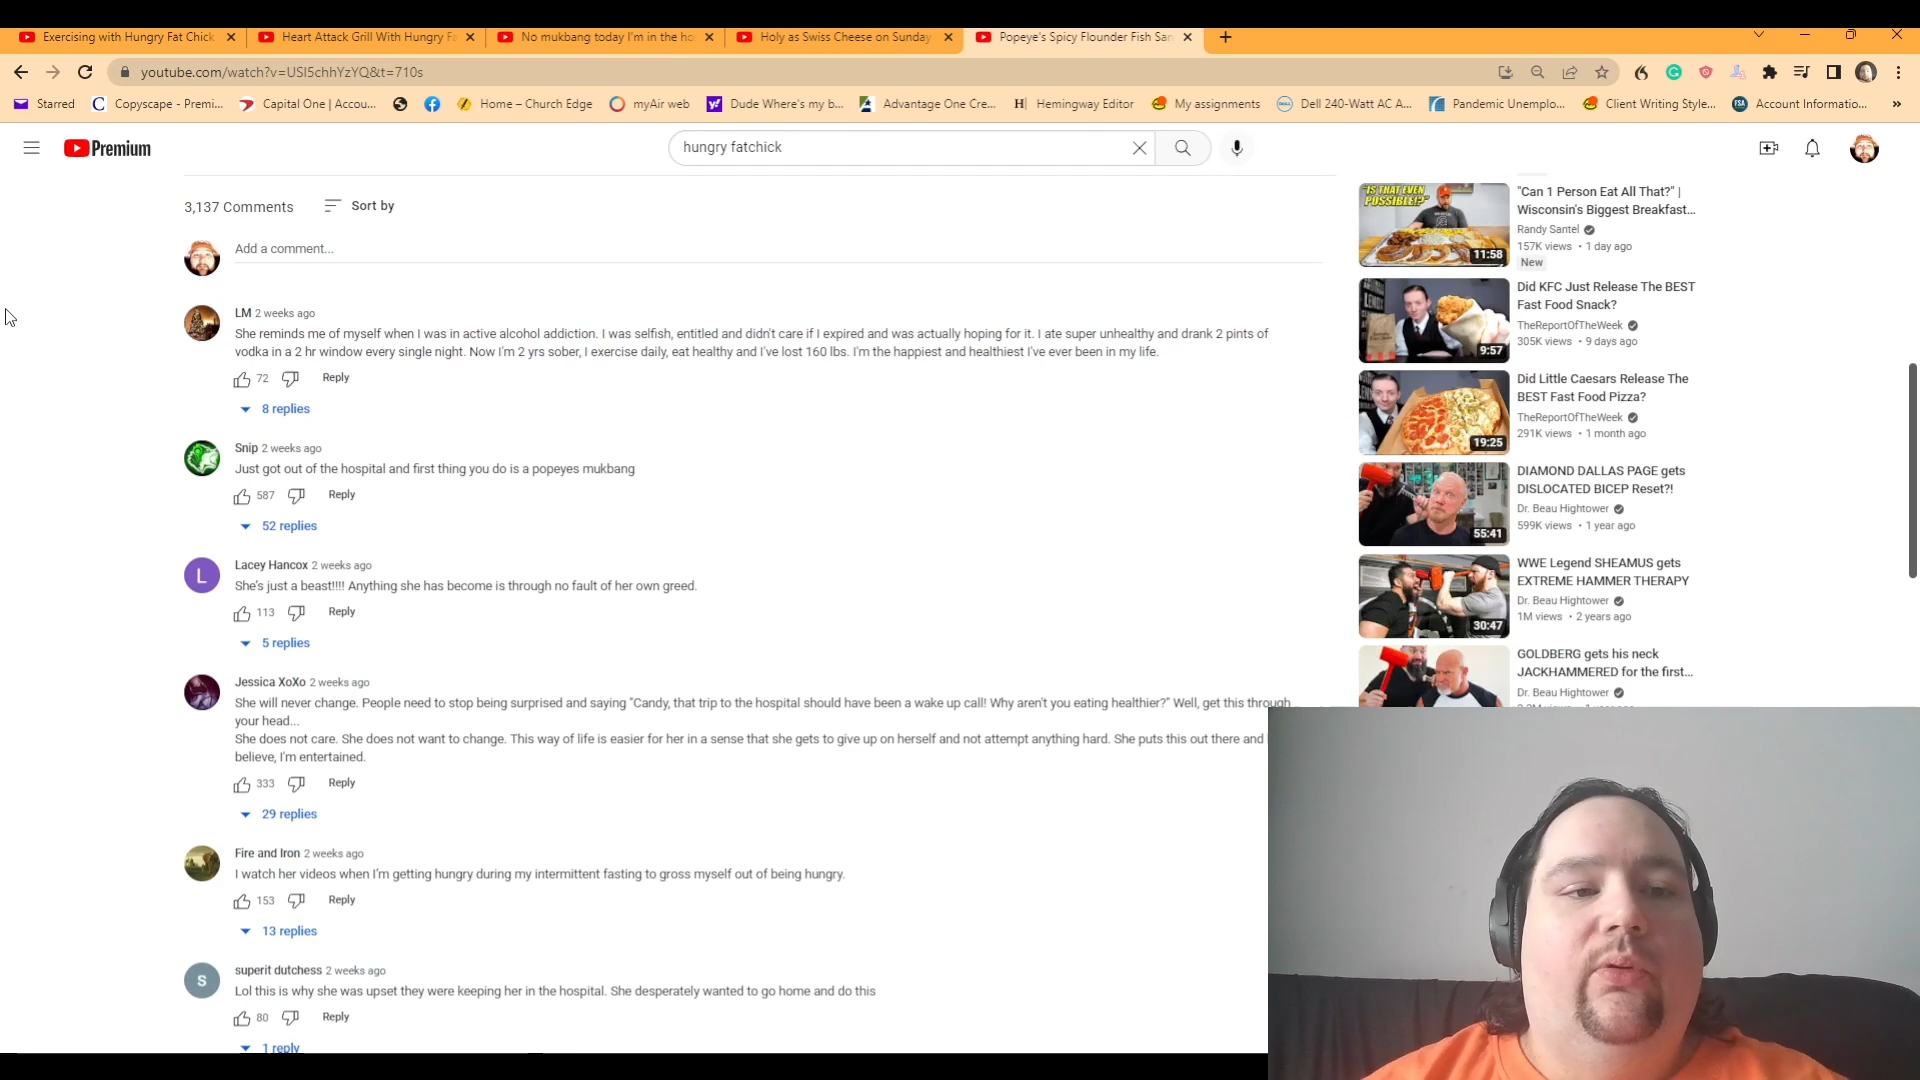 Exercising with Hungry Fat Chick
Heart Attack Grill With Hungry Fa
No mukbang today I'm in the ho
Holy as Swiss Cheese on Sunday
Popeye's Spicy Flounder Fish San
youtube.com/watch?v=USI5chhYzYQ&t=710s
Starred
Copyscape - Premi...
Capital One | Accou...
Home – Church Edge
myAir web
Dude Where's my b...
Advantage One Cre...
Hemingway Editor
My assignments
Dell 240-Watt AC A...
Pandemic Unemplo...
Client Writing Style...
Account Informatio...
Premium
hungry fatchick
3,137 Comments
Sort by
Add a comment...
LM 2 weeks ago
She reminds me of myself when I was in active alcohol addiction. I was selfish, entitled and didn't care if I expired and was actually hoping for it. I ate super unhealthy and drank 2 pints of
vodka in a 2 hr window every single night. Now I'm 2 yrs sober, I exercise daily, eat healthy and I've lost 160 lbs. I'm the happiest and healthiest I've ever been in my life.
72 Reply
8 replies
Snip 2 weeks ago
Just got out of the hospital and first thing you do is a popeyes mukbang
587 Reply
52 replies
L
Lacey Hancox 2 weeks ago
She's just a beast!!!! Anything she has become is through no fault of her own greed.
113 Reply
5 replies
Jessica XoXo 2 weeks ago
She will never change. People need to stop being surprised and saying "Candy, that trip to the hospital should have been a wake up call! Why aren't you eating healthier?" Well, get this through
your head...
She does not care. She does not want to change. This way of life is easier for her in a sense that she gets to give up on herself and not attempt anything hard. She puts this out there and
believe, I'm entertained.
333 Reply
29 replies
Fire and Iron 2 weeks ago
I watch her videos when I'm getting hungry during my intermittent fasting to gross myself out of being hungry.
153 Reply
13 replies
S
superit dutchess 2 weeks ago
Lol this is why she was upset they were keeping her in the hospital. She desperately wanted to go home and do this
80 Reply
1 reply
"IS THAT EVEN
POSSIBLE!?"
11:58
"Can 1 Person Eat All That?" |
Wisconsin's Biggest Breakfast...
Randy Santel
157K views • 1 day ago
New
9:57
Did KFC Just Release The BEST
Fast Food Snack?
TheReportOfTheWeek
305K views • 9 days ago
19:25
Did Little Caesars Release The
BEST Fast Food Pizza?
TheReportOfTheWeek
291K views • 1 month ago
55:41
DIAMOND DALLAS PAGE gets
DISLOCATED BICEP Reset?!
Dr. Beau Hightower
599K views • 1 year ago
30:47
WWE Legend SHEAMUS gets
EXTREME HAMMER THERAPY
Dr. Beau Hightower
1M views • 2 years ago
GOLDBERG gets his neck
JACKHAMMERED for the first...
Dr. Beau Hightower